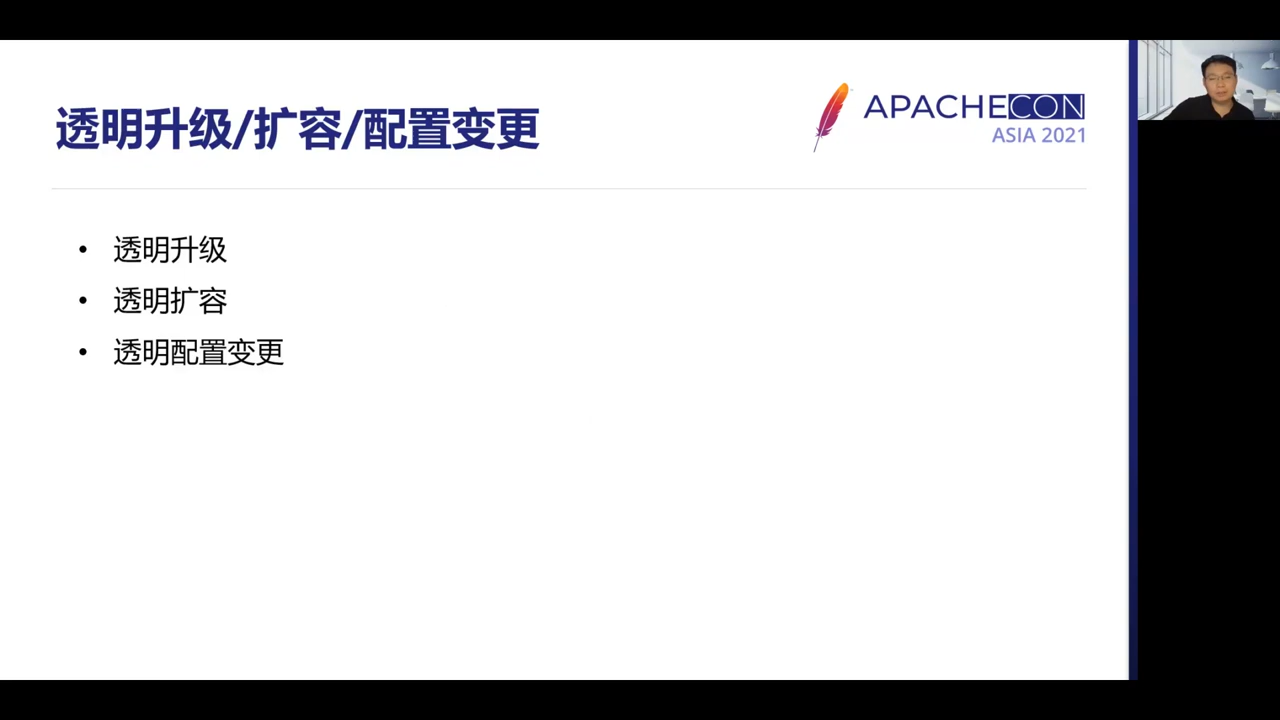 透明升级/扩容/配置变更
APACHECON
ASIA 2021
• 透明升级
• 透明扩容
• 透明配置变更